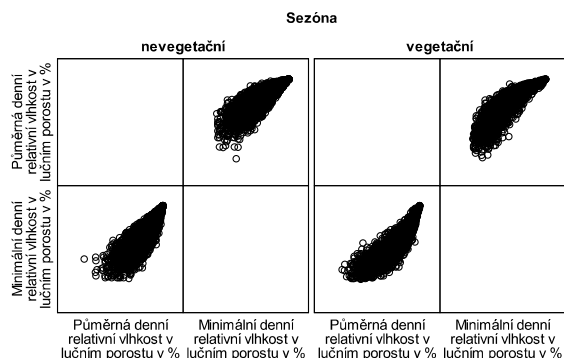 Sezóna
nevegetační
vegetační
Půměrná denní
relativní vlhkost v
lučním porostu v %
Minimální denní
relativní vlhkost v
lučním porostu v %
Půměrná denní
relativní vlhkost v
lučním porostu v %
Minimální denní
relativní vlhkost v
lučním porostu v %
Půměrná denní
relativní vlhkost v
lučním porostu v %
Minimální denní
relativní vlhkost v
lučním porostu v %